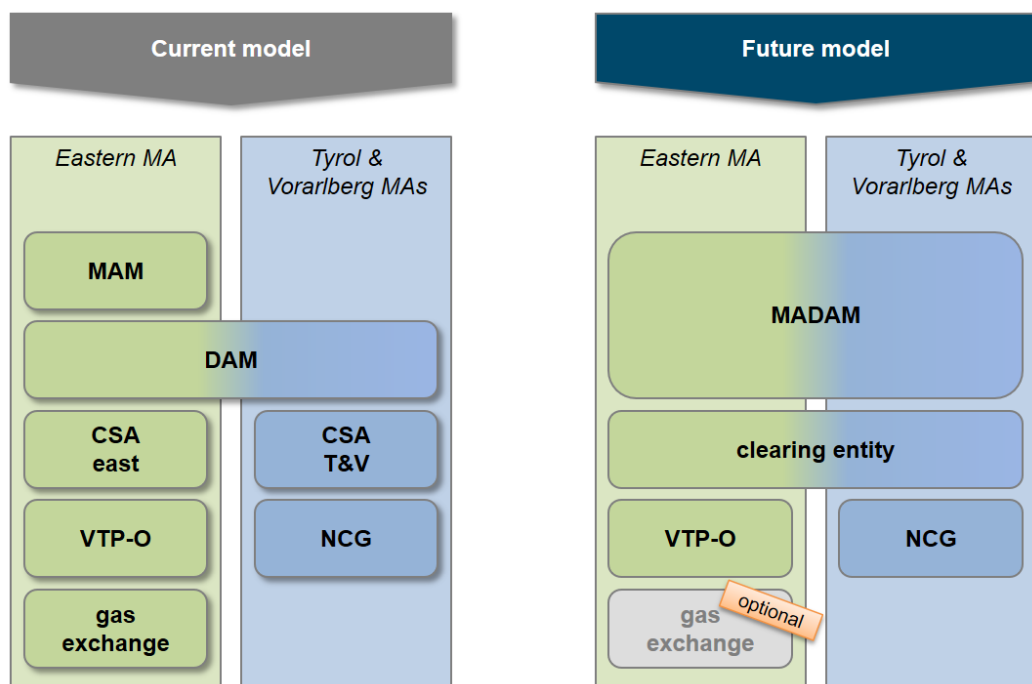 Current model
Eastern MA
Tyrol &
Vorarlberg MAs
MAM
DAM
CSA
east
CSA
T&V
VTP-O
NCG
gas
exchange
Future model
Eastern MA
Tyrol &
Vorarlberg MAs
MADAM
clearing entity
VTP-O
NCG
optional
gas
exchange